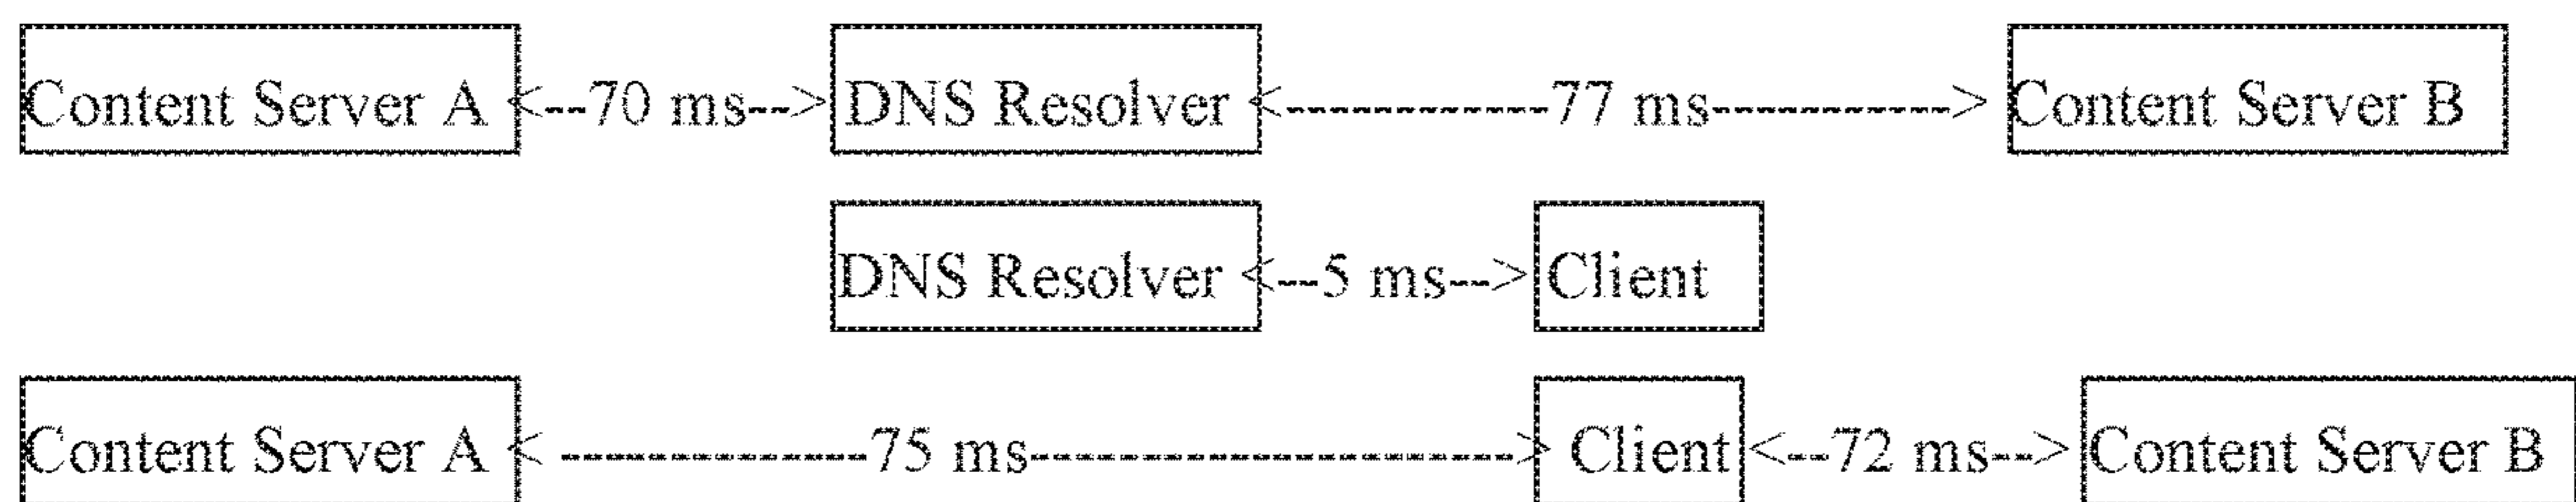 Content Server A <--70 ms--> DNS Resolver <------------77 ms-----------> Content Server B
DNS Resolver <--5 ms--> Client
Content Server A < --------------75 ms----------------------> Client <--72 ms--> Content Server B